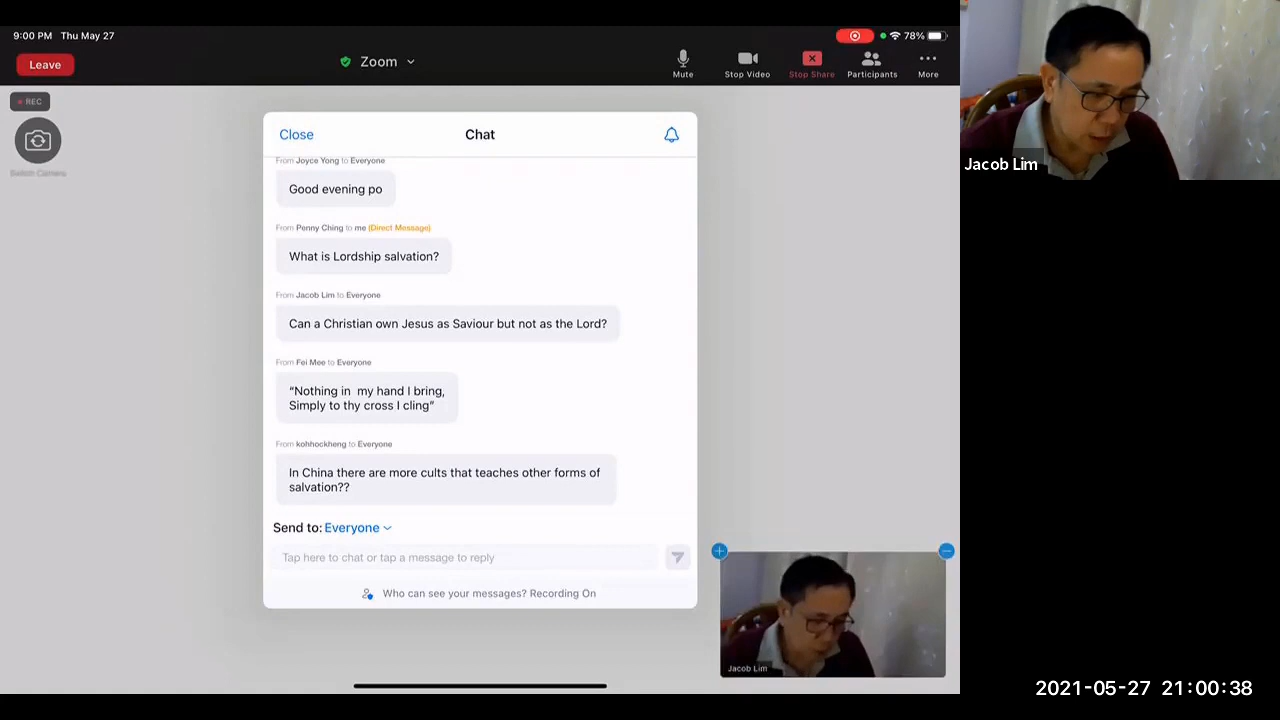 9:00 PM Thu May 27
78%
Leave
Zoom
Mute
Stop Video
Stop Share
Participants
More
REC
Switch Camera
Close
Chat
From Joyce Yong to Everyone
Good evening po
From Penny Ching to me (Direct Message)
What is Lordship salvation?
From Jacob Lim to Everyone
Can a Christian own Jesus as Saviour but not as the Lord?
From Fei Mee to Everyone
“Nothing in  my hand I bring,
Simply to thy cross I cling”
From kohhockheng to Everyone
In China there are more cults that teaches other forms of
salvation??
Send to: Everyone
Tap here to chat or tap a message to reply
Who can see your messages? Recording On
Jacob Lim
Jacob Lim
2021-05-27 21:00:38